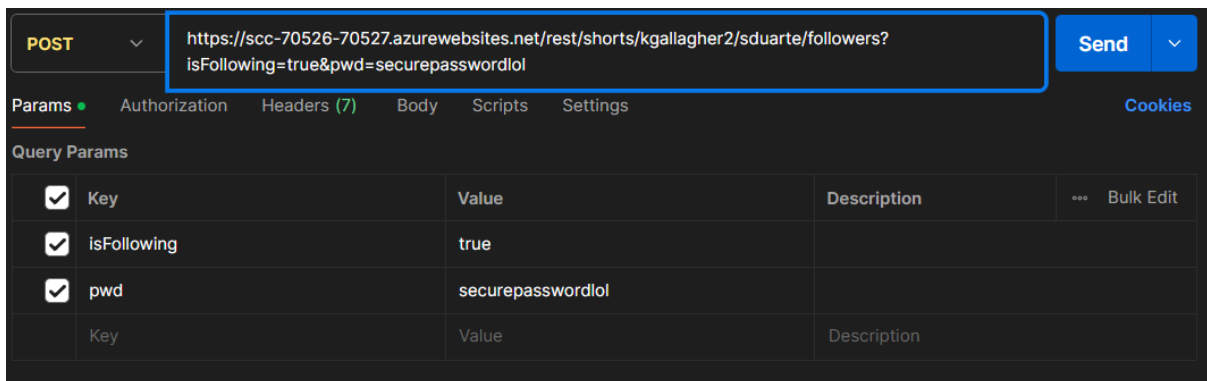 POST
https://scc-70526-70527.azurewebsites.net/rest/shorts/kgallagher2/sduarte/followers?
isFollowing=true&pwd=securepasswordlol
Send
Params Authorization Headers (7) Body Scripts Settings Cookies
Query Params
Key Value Description Bulk Edit
isFollowing true
pwd securepasswordlol
Key Value Description